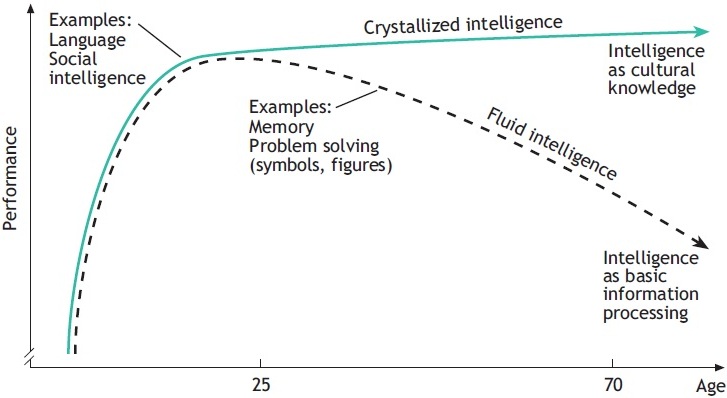 Examples:
Language
Social
intelligence
Crystallized intelligence
Intelligence
as cultural
knowledge
Examples:
Memory
Problem solving
(symbols, figures)
Fluid intelligence
Intelligence
as basic
information
processing
Performance
25
70
Age